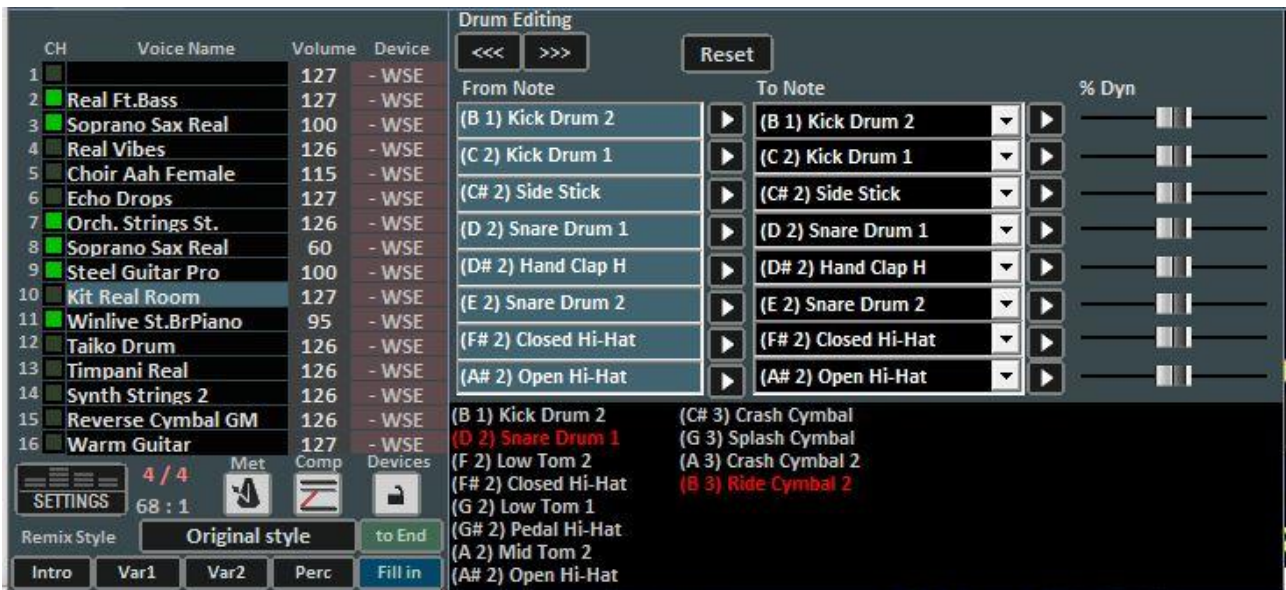 Drum Editing
<<< >>> Reset
CH Voice Name Volume Device
From Note To Note % Dyn
1 127 - WSE
2 Real Ft.Bass 127 - WSE
3 Soprano Sax Real 100 - WSE
4 Real Vibes 126 - WSE
5 Choir Aah Female 115 - WSE
6 Echo Drops 127 - WSE
7 Orch. Strings St. 126 - WSE
8 Soprano Sax Real 60 - WSE
9 Steel Guitar Pro 100 - WSE
10 Kit Real Room 127 - WSE
11 Winlive St.BrPiano 95 - WSE
12 Taiko Drum 126 - WSE
13 Timpani Real 126 - WSE
14 Synth Strings 2 126 - WSE
15 Reverse Cymbal GM 126 - WSE
16 Warm Guitar 127 - WSE
(B 1) Kick Drum 2 (B 1) Kick Drum 2
(C 2) Kick Drum 1 (C 2) Kick Drum 1
(C# 2) Side Stick (C# 2) Side Stick
(D 2) Snare Drum 1 (D 2) Snare Drum 1
(D# 2) Hand Clap H (D# 2) Hand Clap H
(E 2) Snare Drum 2 (E 2) Snare Drum 2
(F# 2) Closed Hi-Hat (F# 2) Closed Hi-Hat
(A# 2) Open Hi-Hat (A# 2) Open Hi-Hat
(B 1) Kick Drum 2 (C# 3) Crash Cymbal
(D 2) Snare Drum 1 (G 3) Splash Cymbal
(F 2) Low Tom 2 (A 3) Crash Cymbal 2
(F# 2) Closed Hi-Hat (B 3) Ride Cymbal 2
(G 2) Low Tom 1
(G# 2) Pedal Hi-Hat
(A 2) Mid Tom 2
(A# 2) Open Hi-Hat
Met Comp Devices
SETTINGS 4 / 4
68 : 1
Remix Style Original style to End
Intro Var1 Var2 Perc Fill in